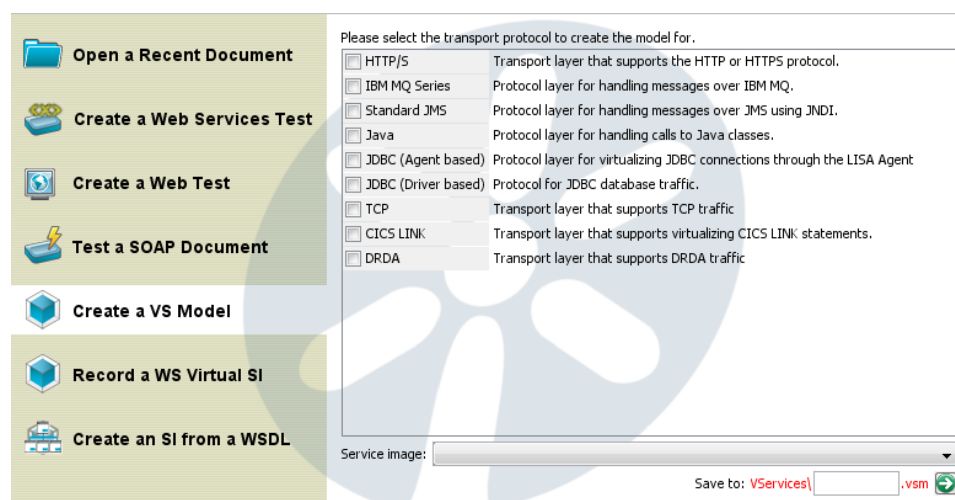 Open a Recent Document
Create a Web Services Test
Create a Web Test
Test a SOAP Document
Create a VS Model
Record a WS Virtual SI
Create an SI from a WSDL
Please select the transport protocol to create the model for.
HTTP/S Transport layer that supports the HTTP or HTTPS protocol.
IBM MQ Series Protocol layer for handling messages over IBM MQ.
Standard JMS Protocol layer for handling messages over JMS using JNDI.
Java Protocol layer for handling calls to Java classes.
JDBC (Agent based) Protocol layer for virtualizing JDBC connections through the LISA Agent
JDBC (Driver based) Protocol for JDBC database traffic.
TCP Transport layer that supports TCP traffic
CICS LINK Transport layer that supports virtualizing CICS LINK statements.
DRDA Transport layer that supports DRDA traffic
Service image:
Save to: VServices\ .vsm